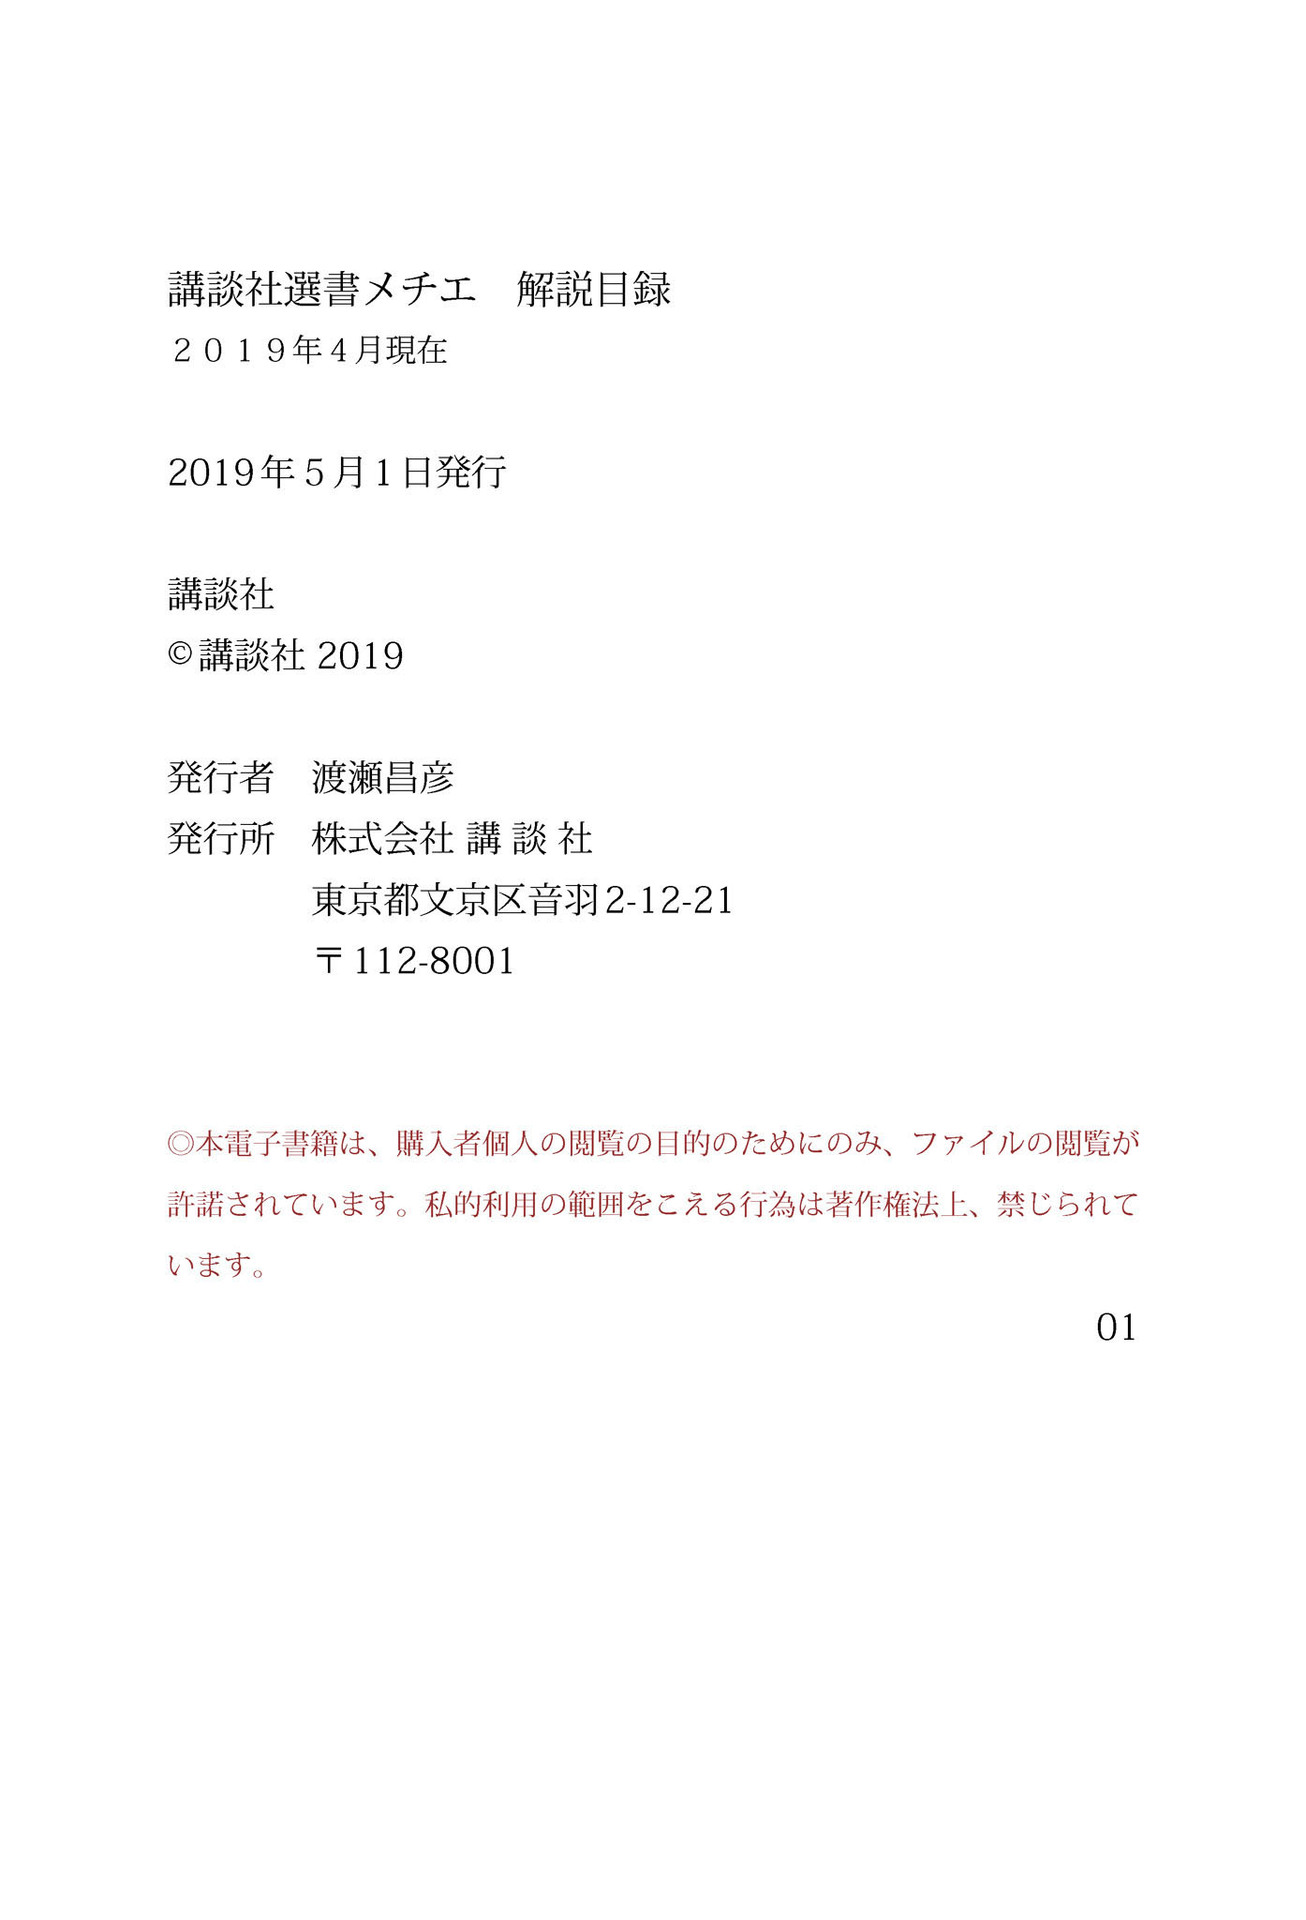 講談社選書メチエ　解説目録
２０１９年４月現在
2019年５月１日発行
講談社
©講談社 2019
発行者　渡瀬昌彦
発行所　株式会社 講 談 社
東京都文京区音羽2-12-21
〒112-8001
◎本電子書籍は、購入者個人の閲覧の目的のためにのみ、ファイルの閲覧が
許諾されています。私的利用の範囲をこえる行為は著作権法上、禁じられて
います。
01